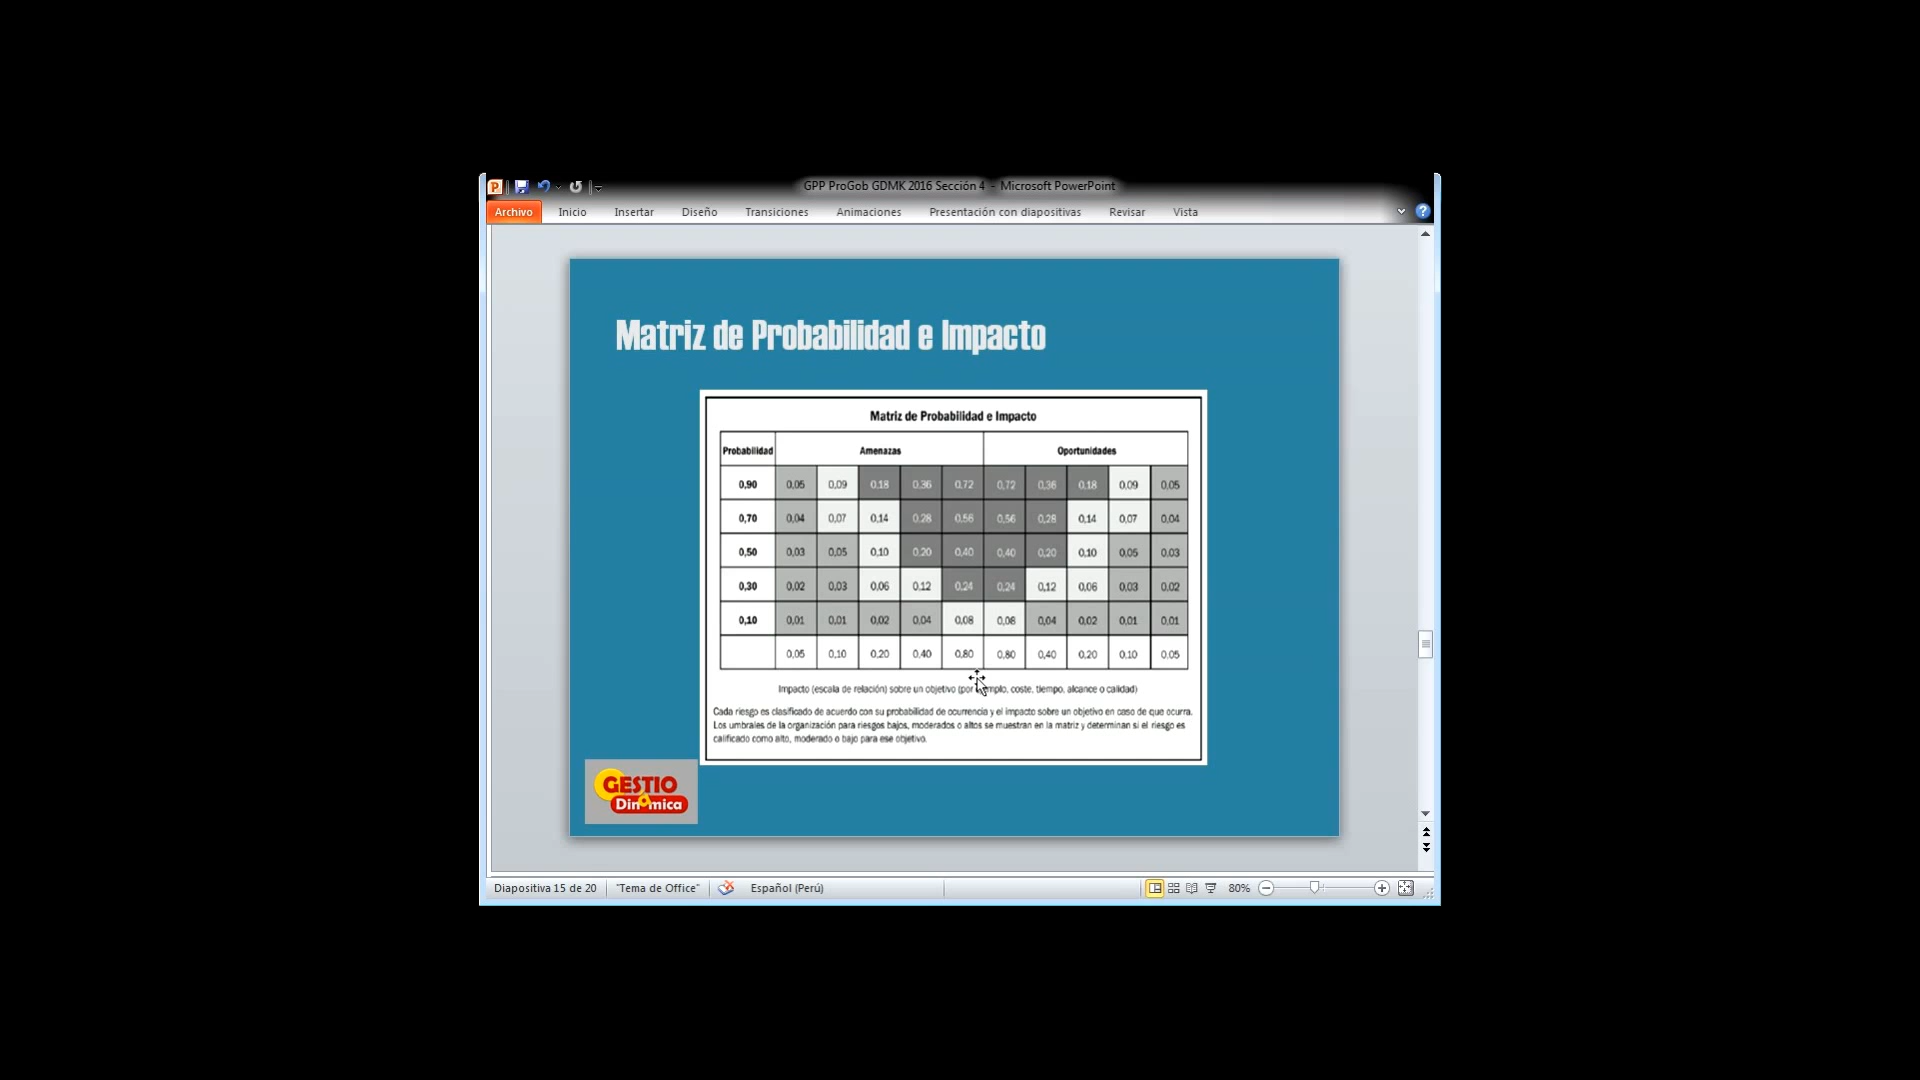 GPP ProGob GDMK 2016 Sección 4 - Microsoft PowerPoint
Archivo Inicio Insertar Diseño Transiciones Animaciones Presentación con diapositivas Revisar Vista
Matriz de Probabilidad e Impacto
Matriz de Probabilidad e Impacto
Probabilidad Amenazas Oportunidades
0,90 0,05 0,09 0,18 0,36 0,72 0,72 0,36 0,18 0,09 0,05
0,70 0,04 0,07 0,14 0,28 0,56 0,56 0,28 0,14 0,07 0,04
0,50 0,03 0,05 0,10 0,20 0,40 0,40 0,20 0,10 0,05 0,03
0,30 0,02 0,03 0,06 0,12 0,24 0,24 0,12 0,06 0,03 0,02
0,10 0,01 0,01 0,02 0,04 0,08 0,08 0,04 0,02 0,01 0,01
0,05 0,10 0,20 0,40 0,80 0,80 0,40 0,20 0,10 0,05
Impacto (escala de relación) sobre un objetivo (por ejemplo, coste, tiempo, alcance o calidad)
Cada riesgo es clasificado de acuerdo con su probabilidad de ocurrencia y el impacto sobre un objetivo en caso de que ocurra.
Los umbrales de la organización para riesgos bajos, moderados o altos se muestran en la matriz y determinan si el riesgo es
calificado como alto, moderado o bajo para ese objetivo.
GESTIO
Dinámica
Diapositiva 15 de 20 "Tema de Office" Español (Perú) 80%